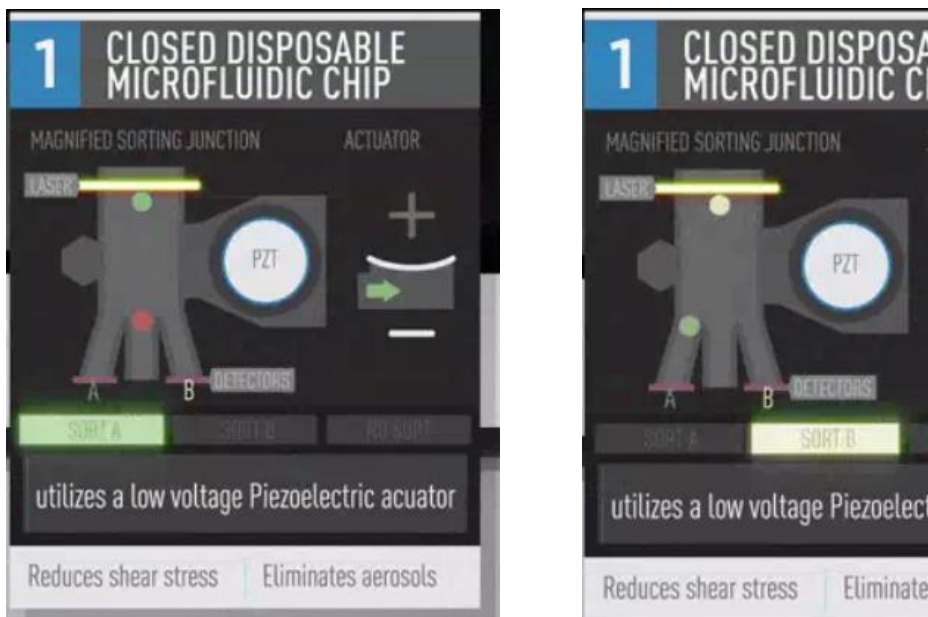 1
CLOSED DISPOSABLE
MICROFLUIDIC CHIP
MAGNIFIED SORTING JUNCTION
ACTUATOR
LASER
PZT
A
B
DETECTORS
SORT A
SORT B
NO SORT
utilizes a low voltage Piezoelectric acuator
Reduces shear stress
Eliminates aerosols
1
CLOSED DISPOSA
MICROFLUIDIC C
MAGNIFIED SORTING JUNCTION
LASER
PZT
A
B
DETECTORS
SORT A
SORT B
utilizes a low voltage Piezoelect
Reduces shear stress
Eliminate